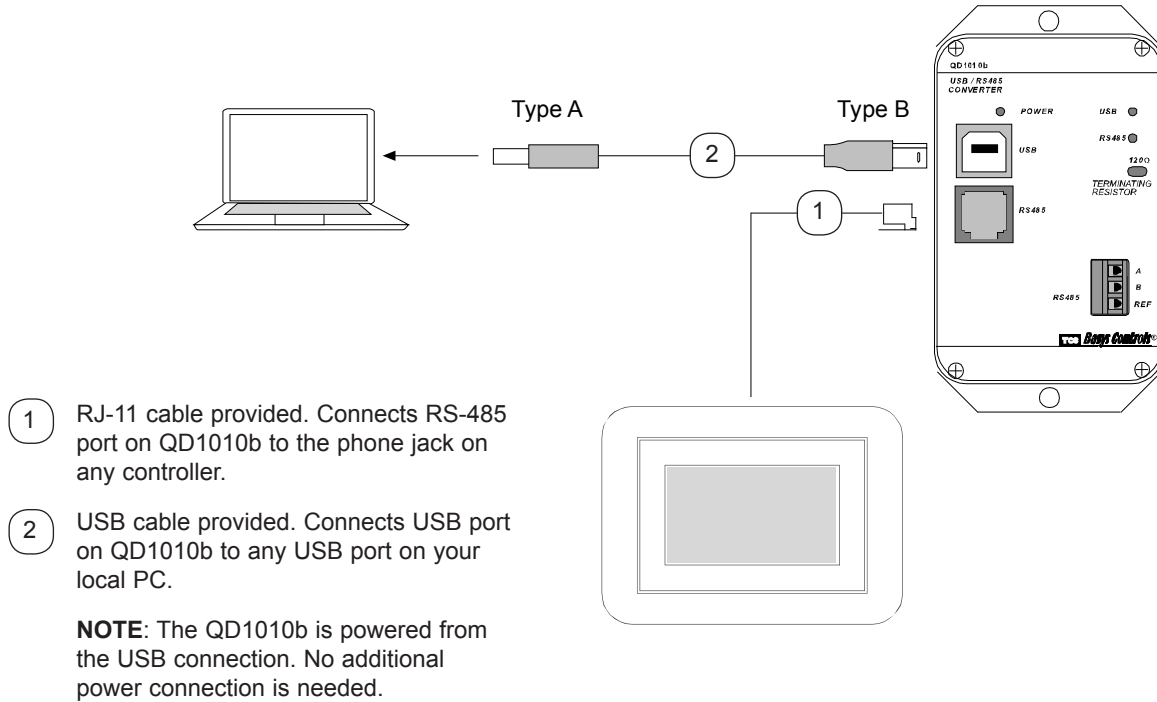 QD1010b
USB / RS485
CONVERTER
POWER
USB
Type A
Type B
RS485
2
USB
120Ω
TERMINATING
RESISTOR
1
RS485
A
RS485
B
REF
TCS Basys Controls®
1
RJ-11 cable provided. Connects RS-485
port on QD1010b to the phone jack on
any controller.
2
USB cable provided. Connects USB port
on QD1010b to any USB port on your
local PC.
NOTE: The QD1010b is powered from
the USB connection. No additional
power connection is needed.